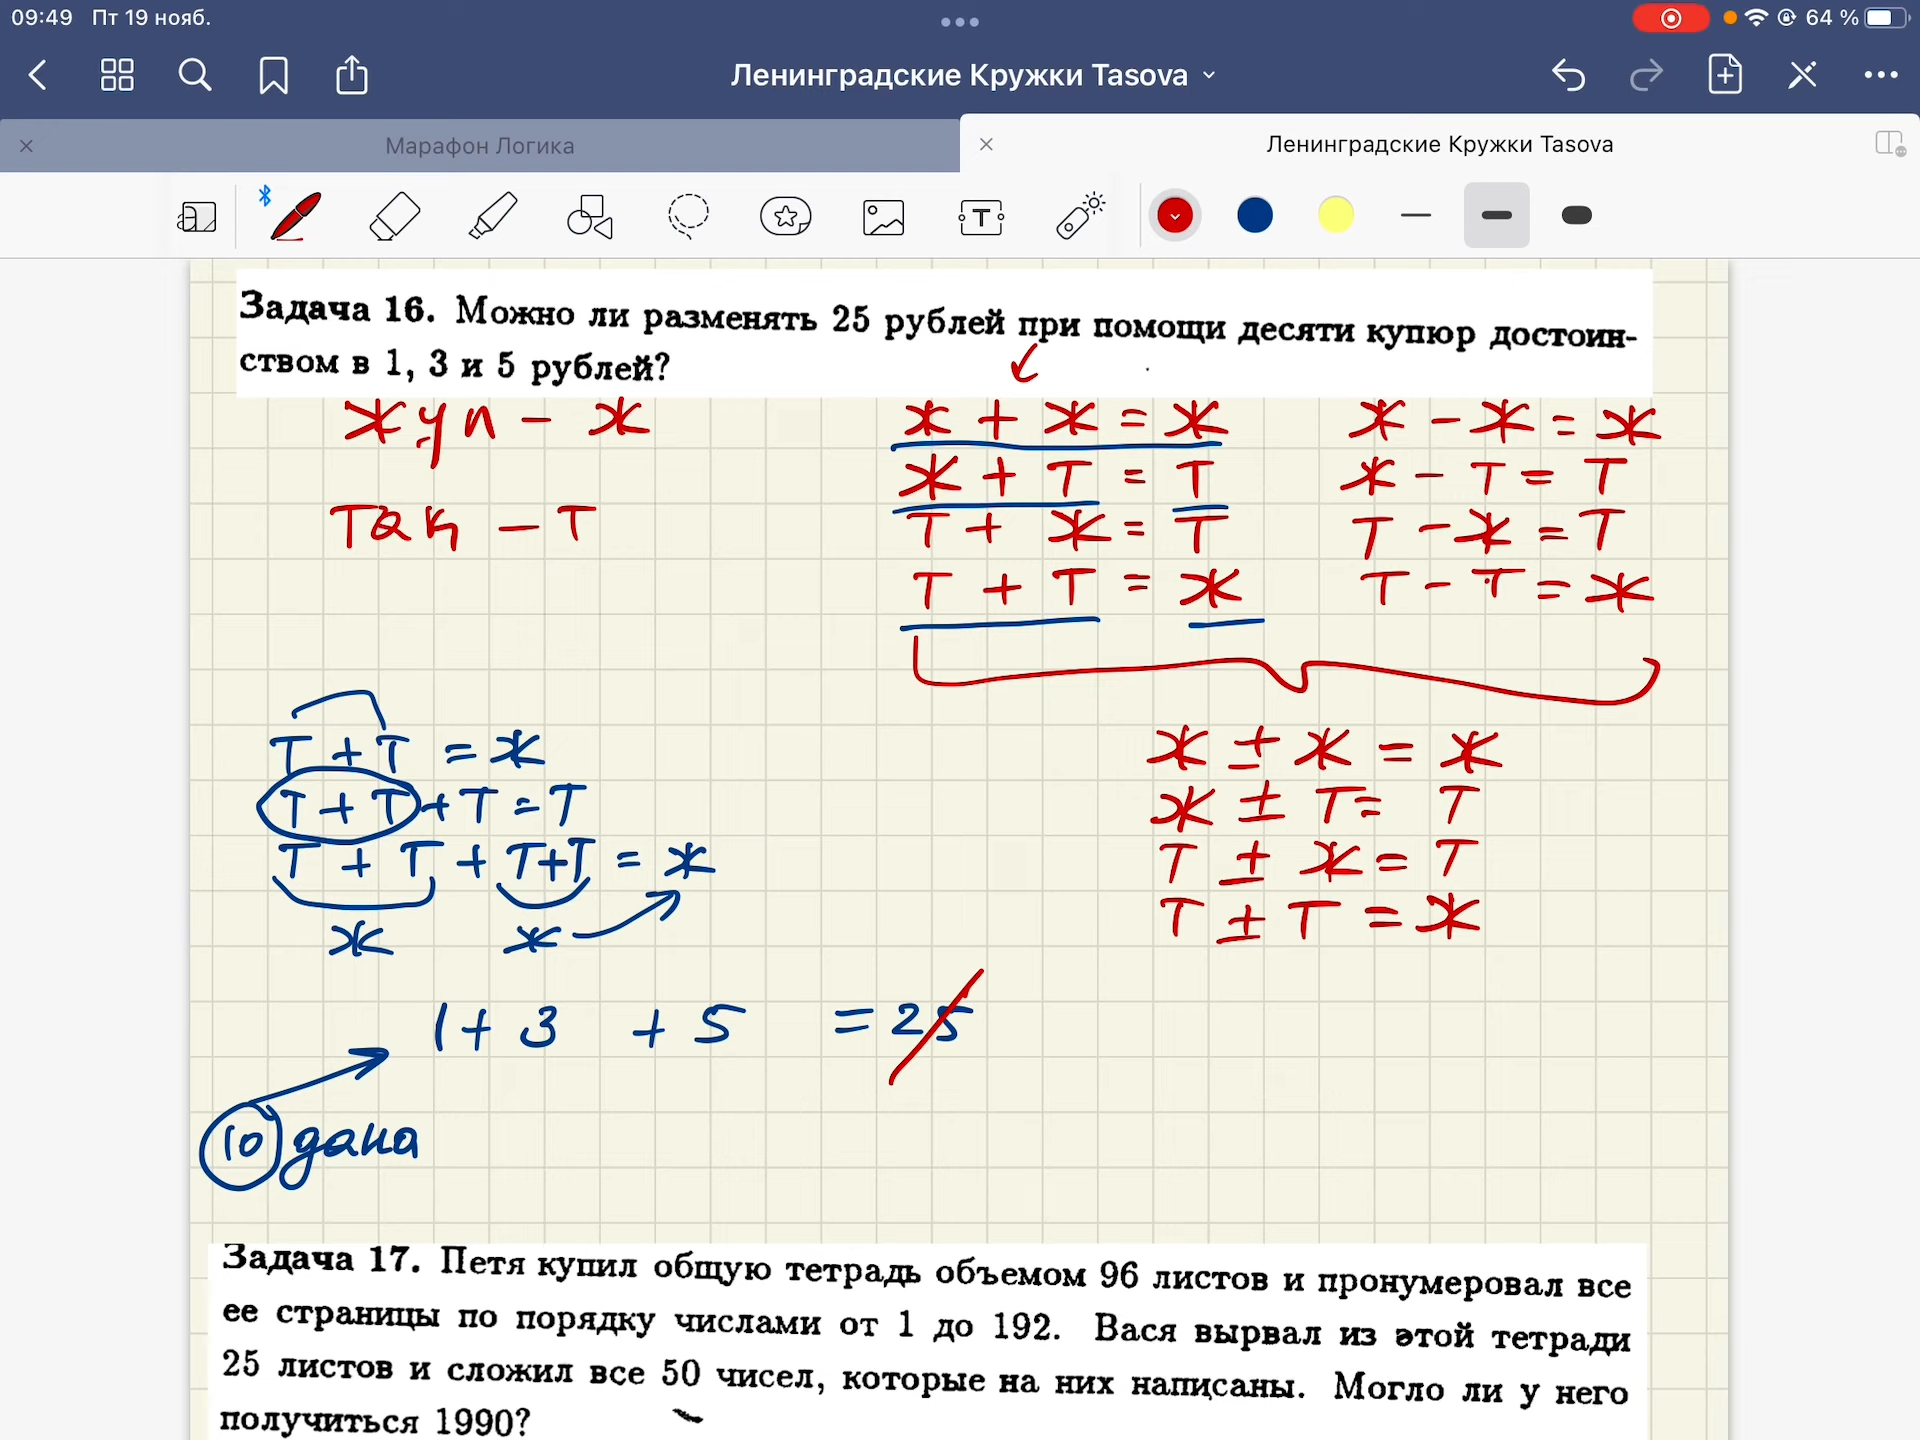 09:49 Пт 19 нояб.
64 %
Ленинградские Кружки Tasova
Марафон Логика
Ленинградские Кружки Tasova
Задача 16. Можно ли разменять 25 рублей при помощи десяти купюр достоин-
ством в 1, 3 и 5 рублей?
жұп - ж
тақ - т
ж + ж = ж
ж + т = т
т + ж = т
т + т = ж
ж - ж = ж
ж - т = т
т - ж = т
т - т = ж
ж ± ж = ж
ж ± т = т
т ± ж = т
т ± т = ж
т + т = ж
т + т + т = т
т + т + т + т = ж
ж ж
1 + 3 + 5 = 25
10 дана
Задача 17. Петя купил общую тетрадь объемом 96 листов и пронумеровал все
ее страницы по порядку числами от 1 до 192. Вася вырвал из этой тетради
25 листов и сложил все 50 чисел, которые на них написаны. Могло ли у него
получиться 1990?